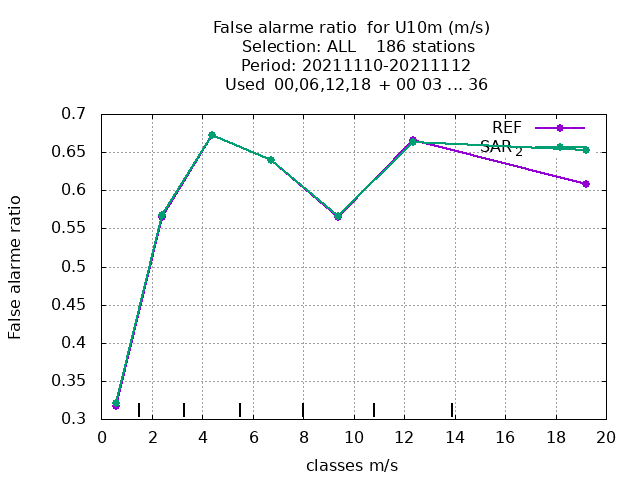 False alarme ratio  for U10m (m/s)
Selection: ALL    186 stations
Period: 20211110-20211112
Used  00,06,12,18  + 00 03 ... 36
0.7
0.65
0.6
0.55
0.5
0.45
0.4
0.35
0.3
False alarme ratio
REF
SAR2
0 2 4 6 8 10 12 14 16 18 20
classes m/s